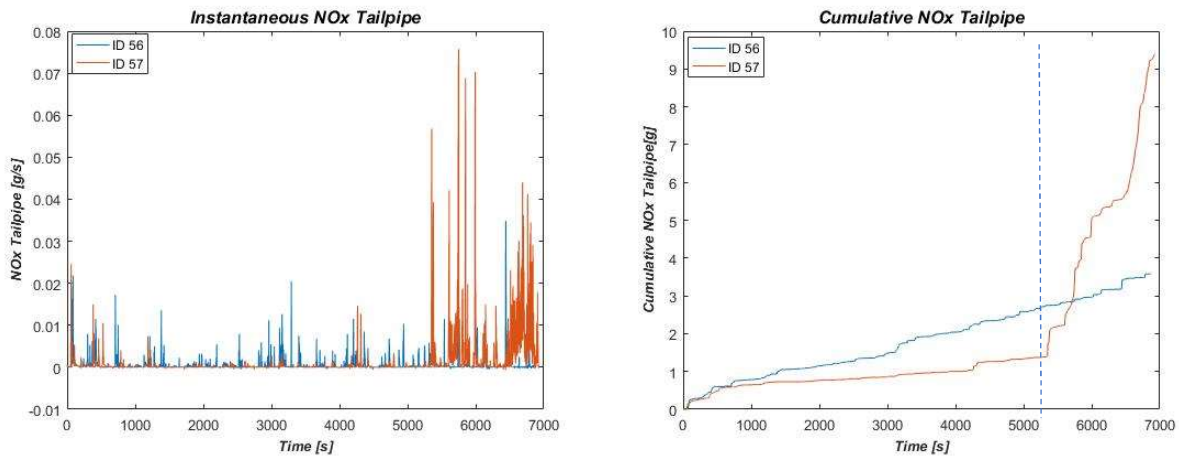 Instantaneous NOx Tailpipe
0.08
0.07
0.06
0.05
0.04
0.03
0.02
0.01
0
-0.01
NOx Tailpipe [g/s]
ID 56
ID 57
0 1000 2000 3000 4000 5000 6000 7000
Time [s]
Cumulative NOx Tailpipe
10
9
8
7
6
5
4
3
2
1
0
Cumulative NOx Tailpipe[g]
ID 56
ID 57
0 1000 2000 3000 4000 5000 6000 7000
Time [s]